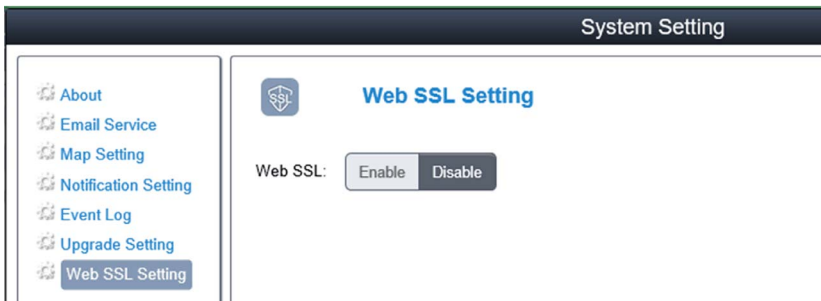 System Setting
About
Email Service
Map Setting
Notification Setting
Event Log
Upgrade Setting
Web SSL Setting
SSL
Web SSL Setting
Web SSL: Enable Disable